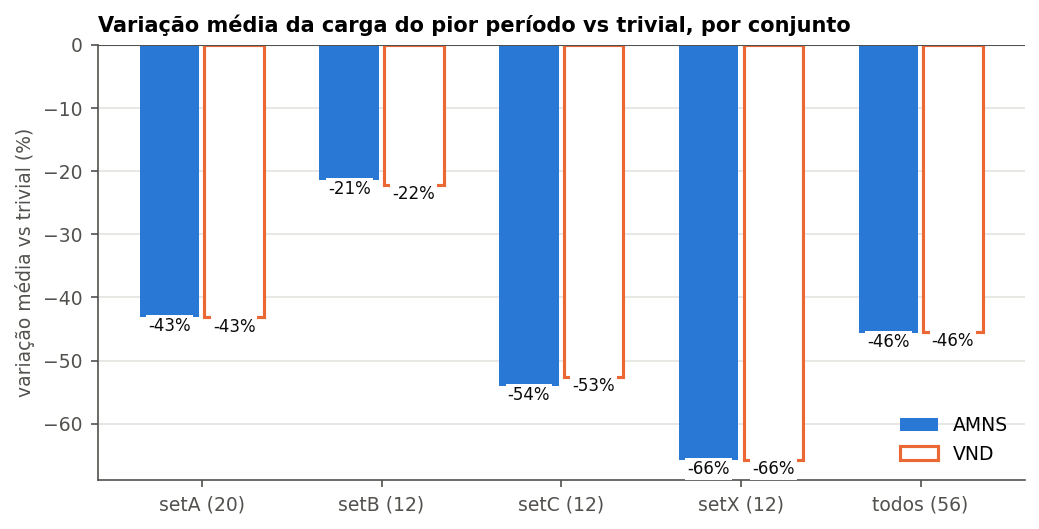 Variação média da carga do pior período vs trivial, por conjunto
variação média vs trivial (%)
0
−10
−20
−30
−40
−50
−60
-43%
-43%
-21%
-22%
-54%
-53%
-66%
-66%
-46%
-46%
AMNS
VND
setA (20)
setB (12)
setC (12)
setX (12)
todos (56)